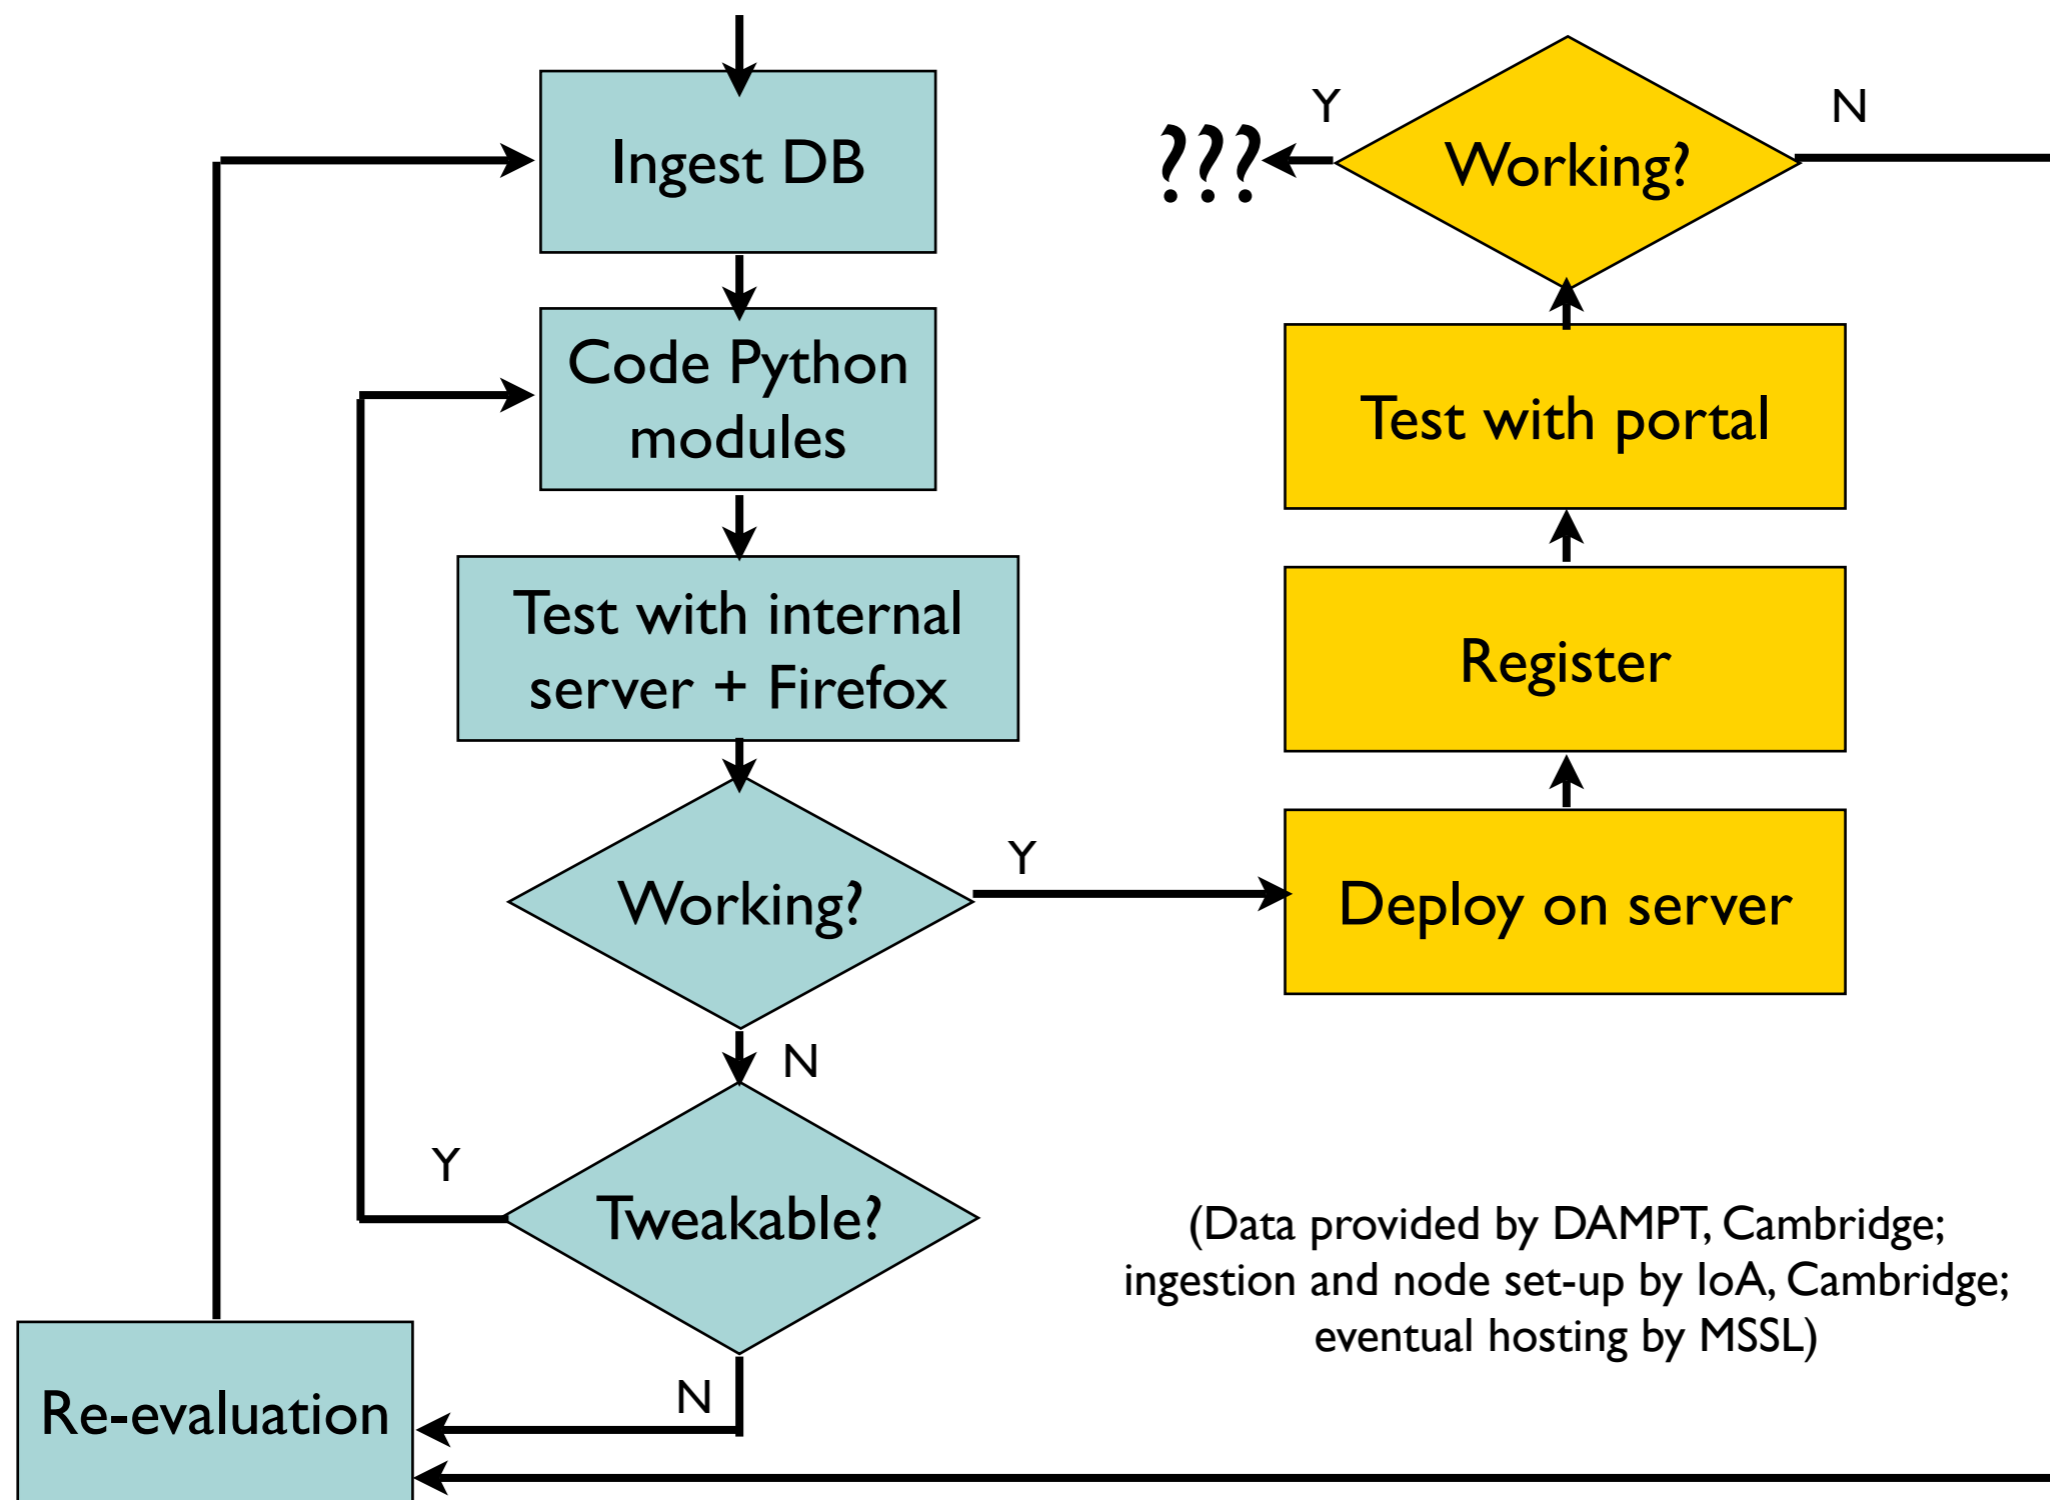 Ingest DB
Code Python
modules
Test with internal
server + Firefox
Working?
Y
N
Tweakable?
Y
N
Re-evaluation
Deploy on server
Register
Test with portal
Working?
Y
N
???
(Data provided by DAMPT, Cambridge;
ingestion and node set-up by IoA, Cambridge;
eventual hosting by MSSL)